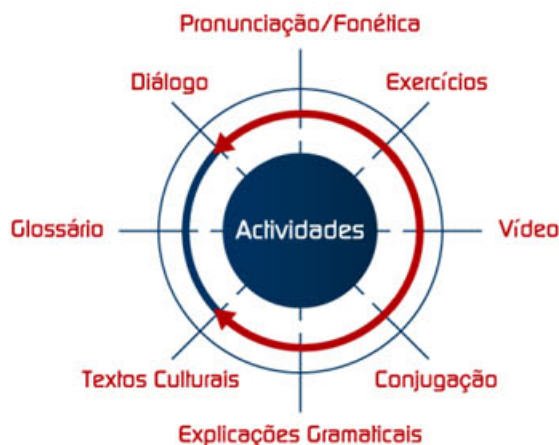 Pronunciação/Fonética
Diálogo
Exercícios
Glossário
Actividades
Vídeo
Textos Culturais
Conjugação
Explicações Gramaticais